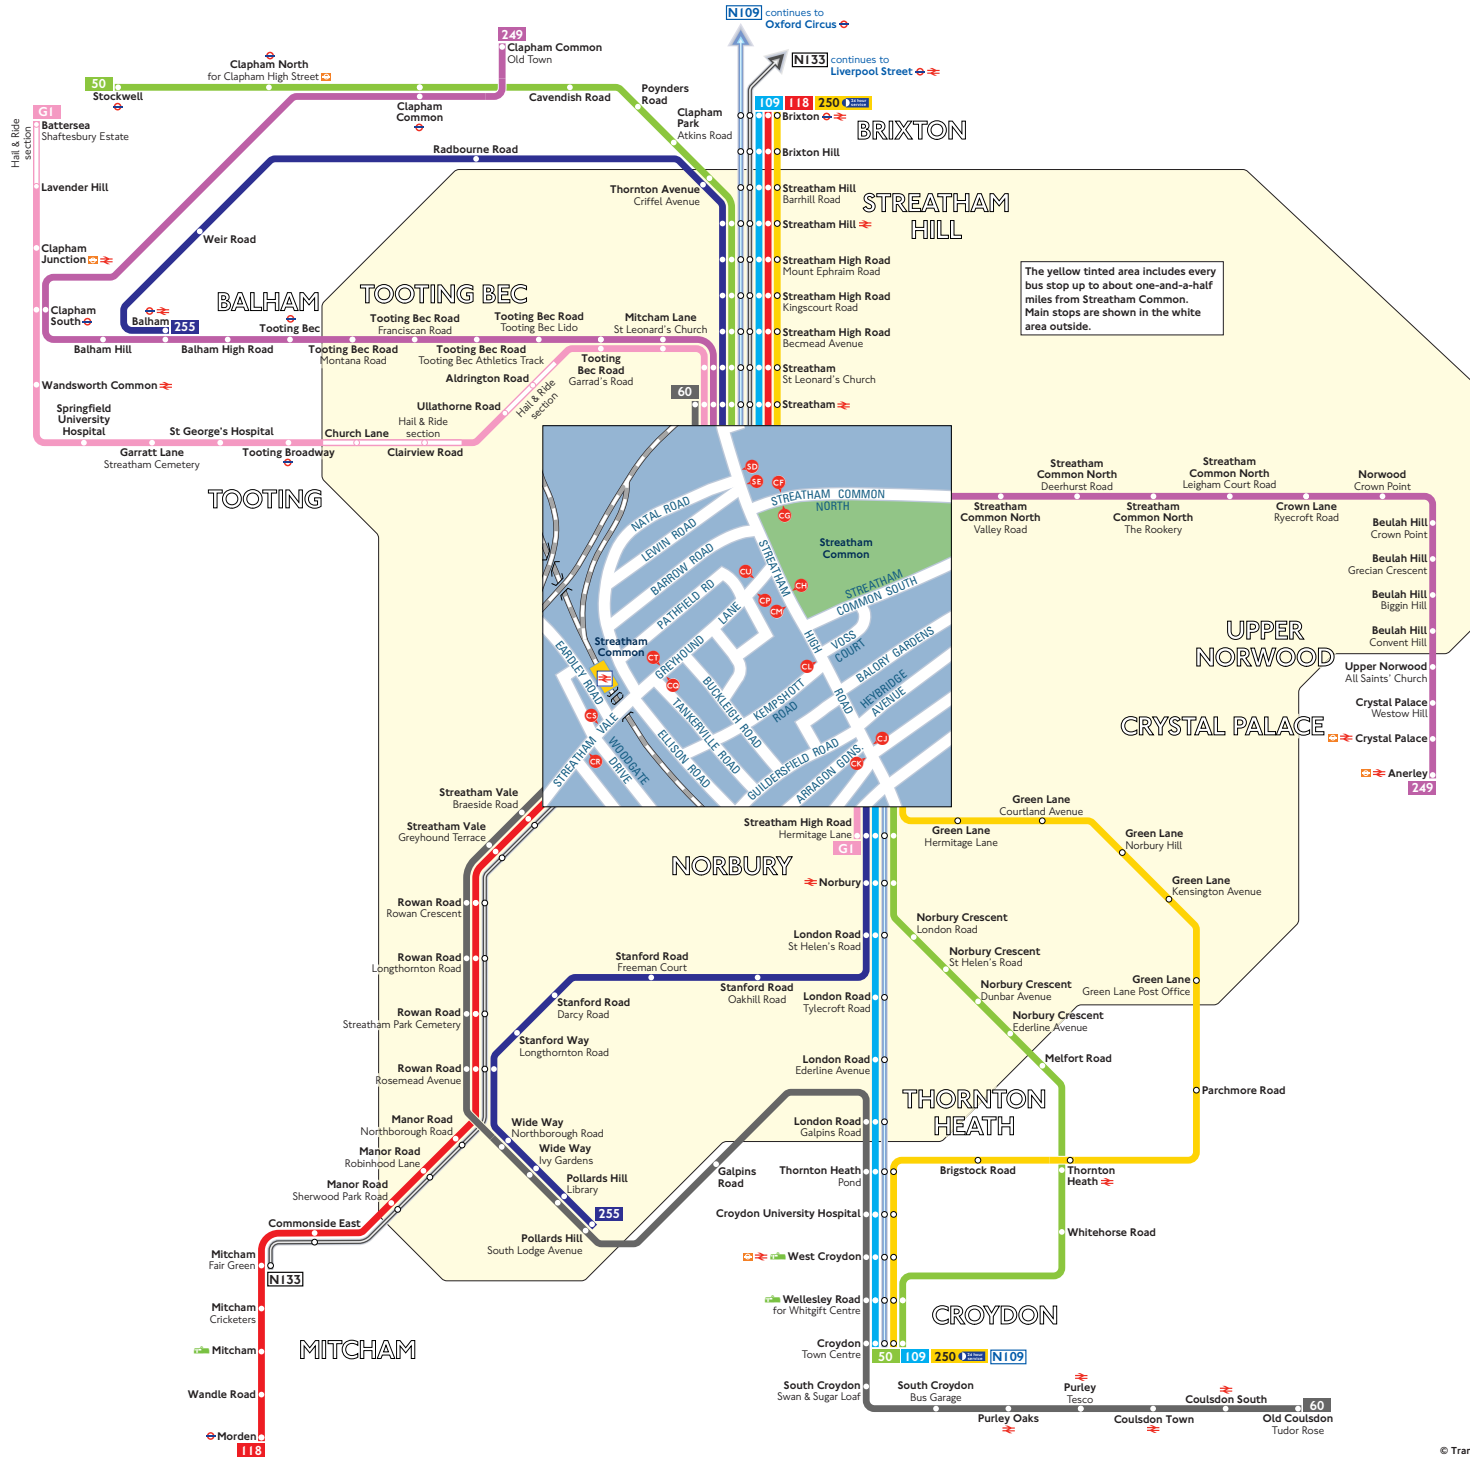 N109 continues to
Oxford Circus
N133 continues to
Liverpool Street
249
Clapham Common
Old Town
Clapham North
for Clapham High Street
50
Stockwell
Clapham
Common
Cavendish Road
Poynders
Road
Clapham
Park
Atkins Road
109 118 250 24 hour
service
Brixton
BRIXTON
Brixton Hill
G1
Battersea
Shaftesbury Estate
Hail & Ride
section
Lavender Hill
Radbourne Road
Thornton Avenue
Criffel Avenue
Streatham Hill
Barrhill Road
STREATHAM
HILL
Streatham Hill
Weir Road
Clapham
Junction
Streatham High Road
Mount Ephraim Road
The yellow tinted area includes every
bus stop up to about one-and-a-half
miles from Streatham Common.
Main stops are shown in the white
area outside.
BALHAM
TOOTING BEC
Streatham High Road
Kingscourt Road
Clapham
South
Balham
255
Tooting Bec
Tooting Bec Road
Franciscan Road
Tooting Bec Road
Tooting Bec Lido
Mitcham Lane
St Leonard's Church
Streatham High Road
Becmead Avenue
Balham Hill
Balham High Road
Tooting Bec Road
Montana Road
Tooting Bec Road
Tooting Bec Athletics Track
Tooting
Bec Road
Garrad's Road
Streatham
St Leonard's Church
Wandsworth Common
Aldrington Road
Hail & Ride
section
60
Streatham
Springfield
University
Hospital
Ullathorne Road
St George's Hospital
Church Lane
Hail & Ride
section
Garratt Lane
Streatham Cemetery
Tooting Broadway
Clairview Road
TOOTING
SD
SE
CF
CG
STREATHAM COMMON
NORTH
NATAL ROAD
LEWIN ROAD
BARROW ROAD
PATHFIELD RD
Streatham
Common
STREATHAM
HIGH
ROAD
CU
CH
CP
CM
STREATHAM
COMMON SOUTH
GREYHOUND
LANE
VOSS
COURT
Streatham
Common
EARDLEY ROAD
CT
CL
CQ
BALDRY GARDENS
BUCKLEIGH ROAD
KEMPSHOTT
ROAD
HEYBRIDGE
AVENUE
TANKERVILLE ROAD
CS
CR
CJ
CK
STREATHAM VALE
WOODGATE
DRIVE
ELLISON ROAD
GUILDERSFIELD ROAD
ARRAGON GDNS.
Streatham
Common North
Valley Road
Streatham
Common North
Deerhurst Road
Streatham
Common North
The Rookery
Streatham
Common North
Leigham Court Road
Crown Lane
Ryecroft Road
Norwood
Crown Point
Beulah Hill
Crown Point
Beulah Hill
Grecian Crescent
Beulah Hill
Biggin Hill
Beulah Hill
Convent Hill
UPPER
NORWOOD
Upper Norwood
All Saints' Church
Crystal Palace
Westow Hill
CRYSTAL PALACE
Crystal Palace
Anerley
249
Streatham Vale
Braeside Road
Streatham Vale
Greyhound Terrace
Streatham High Road
Hermitage Lane
G1
Green Lane
Hermitage Lane
Green Lane
Courtland Avenue
Green Lane
Norbury Hill
NORBURY
Norbury
Green Lane
Kensington Avenue
Rowan Road
Rowan Crescent
London Road
St Helen's Road
Norbury Crescent
London Road
Norbury Crescent
St Helen's Road
Rowan Road
Longthornton Road
Stanford Road
Freeman Court
Stanford Road
Oakhill Road
Stanford Road
Darcy Road
London Road
Tylecroft Road
Norbury Crescent
Dunbar Avenue
Green Lane
Green Lane Post Office
Rowan Road
Streatham Park Cemetery
Norbury Crescent
Ederline Avenue
Stanford Way
Longthornton Road
Rowan Road
Rosemead Avenue
London Road
Ederline Avenue
Melfort Road
Parchmore Road
THORNTON
HEATH
Manor Road
Northborough Road
Wide Way
Northborough Road
London Road
Galpins Road
Manor Road
Robinhood Lane
Wide Way
Ivy Gardens
Galpins
Road
Thornton Heath
Pond
Brigstock Road
Thornton
Heath
Manor Road
Sherwood Park Road
Pollards Hill
Library
255
Croydon University Hospital
Commonside East
Pollards Hill
South Lodge Avenue
Whitehorse Road
Mitcham
Fair Green
N133
West Croydon
Mitcham
Cricketers
Wellesley Road
for Whitgift Centre
CROYDON
MITCHAM
Mitcham
Croydon
Town Centre
50 109 250 24 hour
service N109
Wandle Road
South Croydon
Swan & Sugar Loaf
South Croydon
Bus Garage
Purley Oaks
Purley
Tesco
Coulsdon Town
Coulsdon South
60
Old Coulsdon
Tudor Rose
Morden
118
© Tran